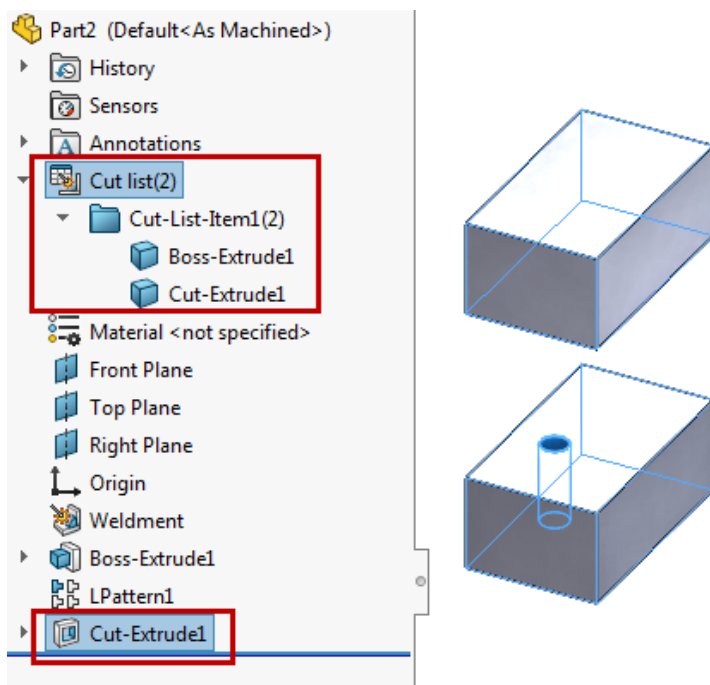 Part2 (Default<As Machined>)
History
Sensors
Annotations
Cut list(2)
Cut-List-Item1(2)
Boss-Extrude1
Cut-Extrude1
Material <not specified>
Front Plane
Top Plane
Right Plane
Origin
Weldment
Boss-Extrude1
LPattern1
Cut-Extrude1